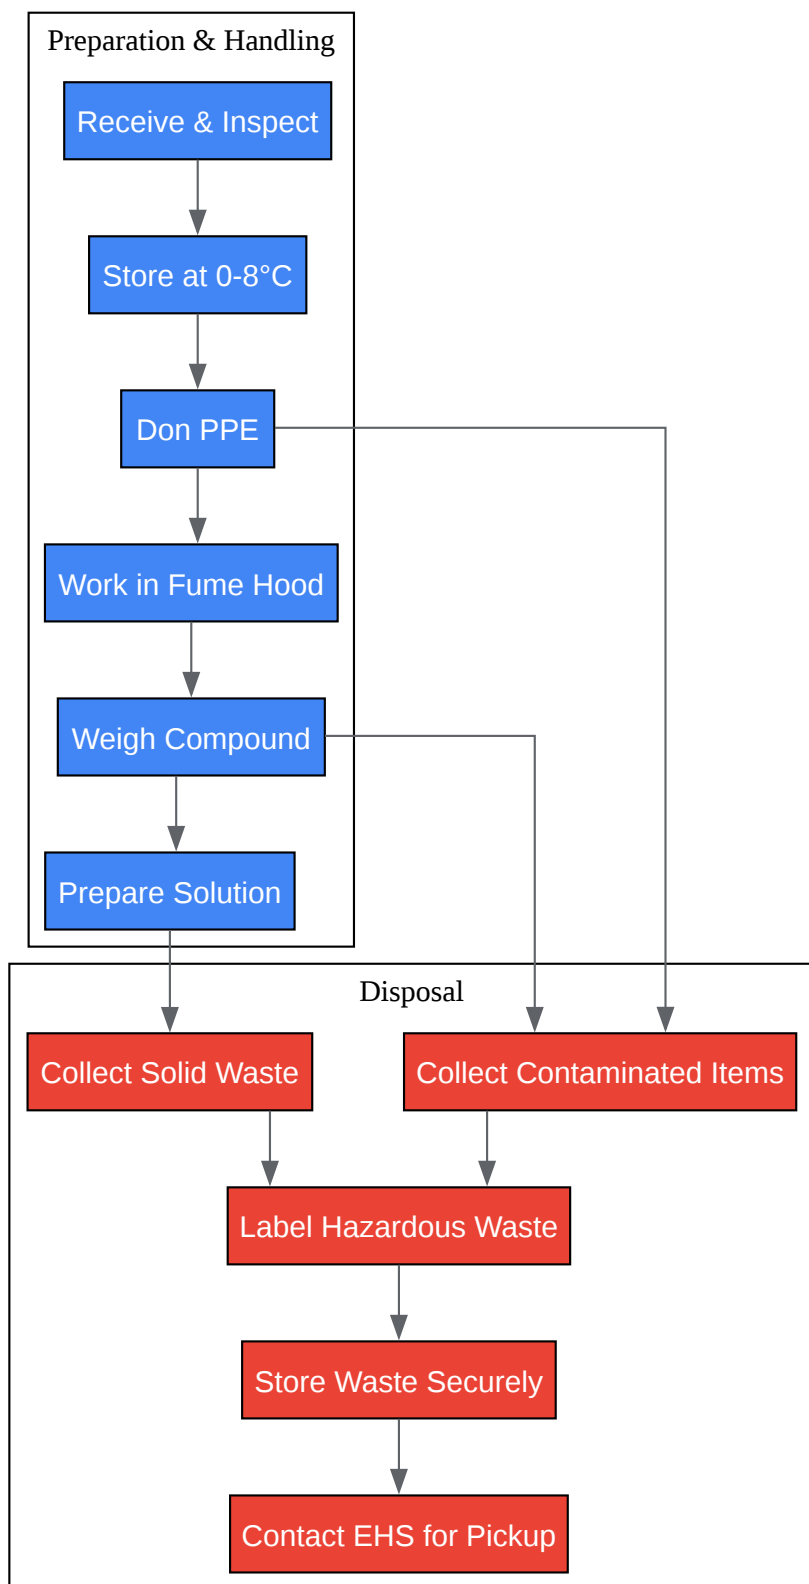 Preparation & Handling
Receive & Inspect
Store at 0-8°C
Don PPE
Work in Fume Hood
Weigh Compound
Prepare Solution
Disposal
Collect Solid Waste
Collect Contaminated Items
Label Hazardous Waste
Store Waste Securely
Contact EHS for Pickup